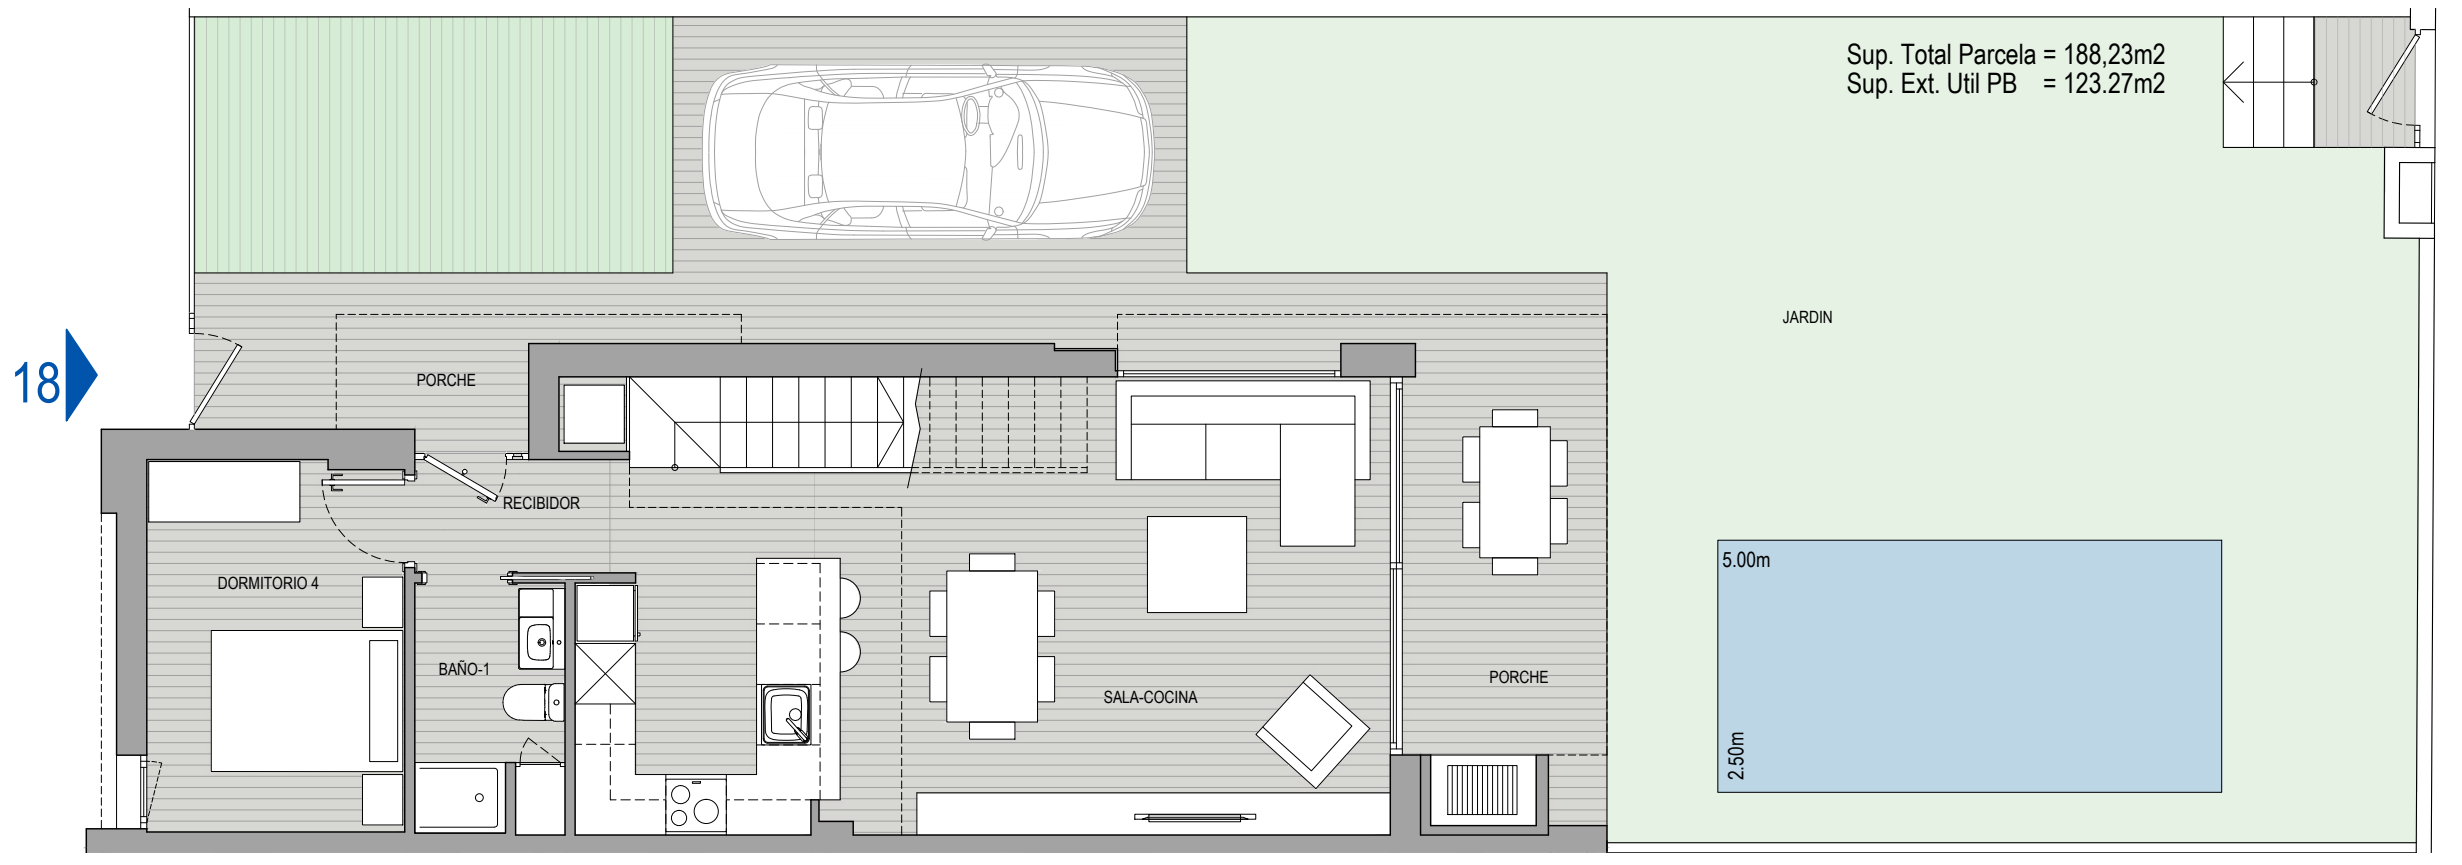 Sup. Total Parcela = 188,23m2
Sup. Ext. Util PB = 123.27m2
JARDIN
18
PORCHE
RECIBIDOR
5.00m
DORMITORIO 4
BAÑO-1
PORCHE
SALA-COCINA
2.50m